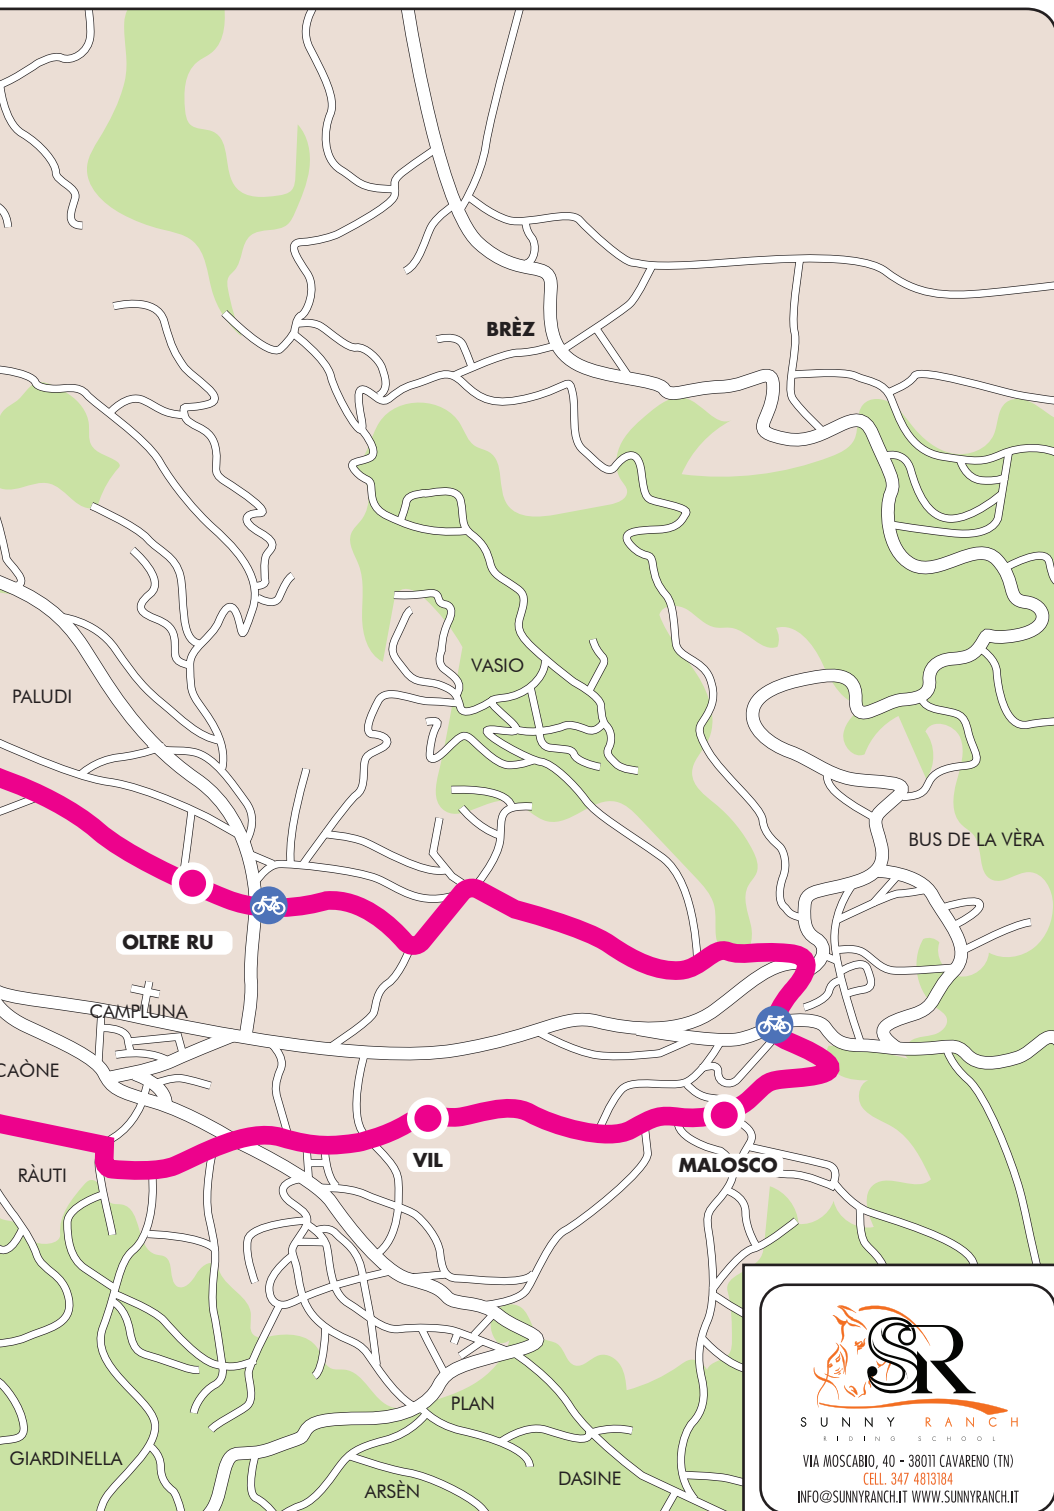 BRÈZ
VASIO
PALUDI
BUS DE LA VÈRA
OLTRE RU
CAMPLUNA
CAÒNE
VIL
MALOSCO
RÀUTI
PLAN
GIARDINELLA
DASINE
ARSÈN
SR
SUNNY RANCH
RIDING SCHOOL
VIA MOSCABIO, 40 - 38011 CAVARENO (TN)
CELL. 347 4813184
INFO@SUNNYRANCH.IT WWW.SUNNYRANCH.IT